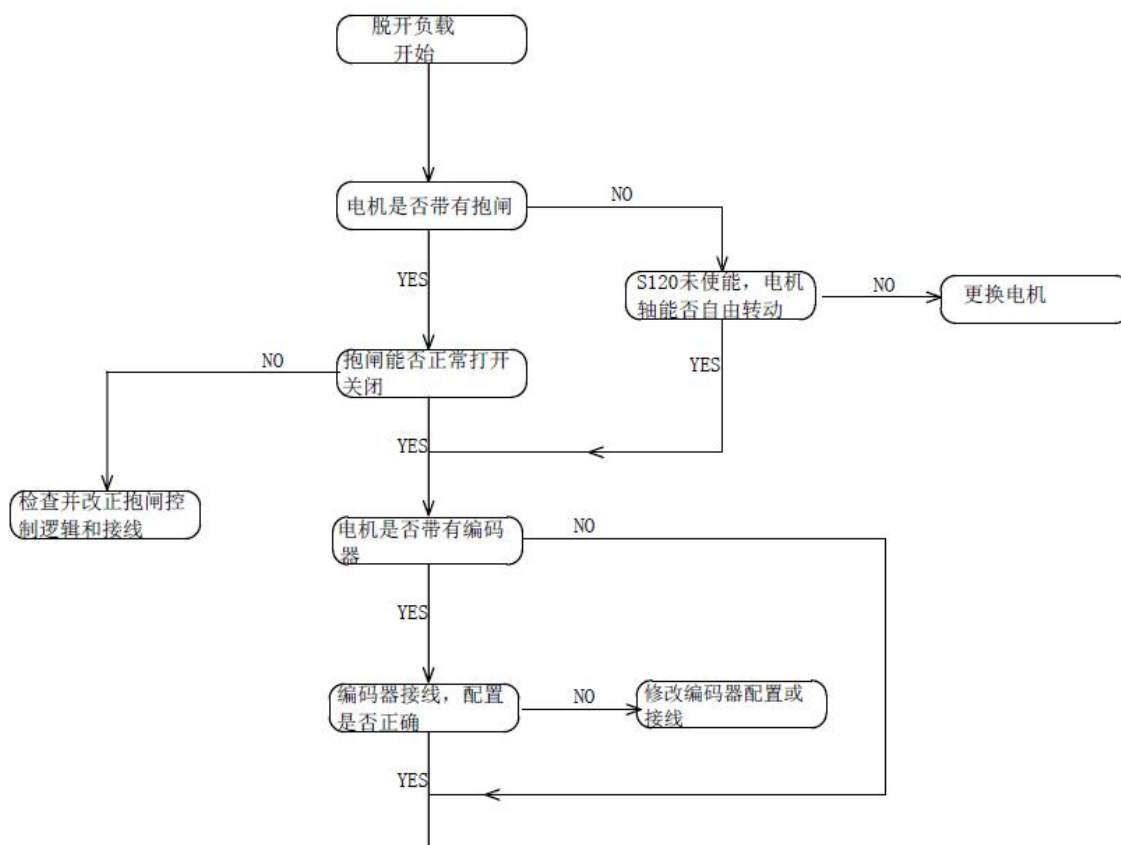 脱开负载
开始
电机是否带有抱闸
NO
YES
S120未使能，电机
轴能否自由转动
NO
更换电机
抱闸能否正常打开
关闭
NO
YES
YES
检查并改正抱闸控
制逻辑和接线
电机是否带有编码
器
NO
YES
编码器接线，配置
是否正确
NO
修改编码器配置或
接线
YES